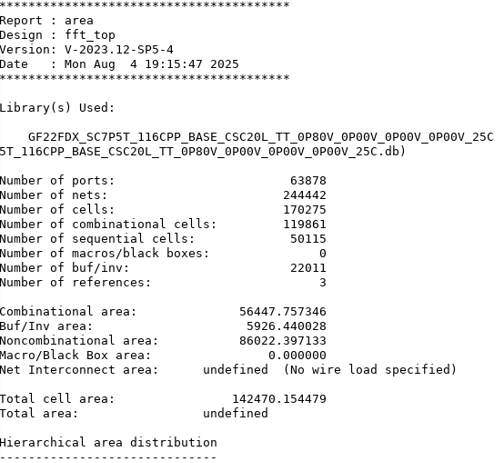 ****************************************
Report : area
Design : fft_top
Version: V-2023.12-SP5-4
Date   : Mon Aug  4 19:15:47 2025
****************************************

Library(s) Used:

    GF22FDX_SC7P5T_116CPP_BASE_CSC20L_TT_0P80V_0P00V_0P00V_0P00V_25C
5T_116CPP_BASE_CSC20L_TT_0P80V_0P00V_0P00V_0P00V_25C.db)

Number of ports:                        63878
Number of nets:                        244442
Number of cells:                       170275
Number of combinational cells:         119861
Number of sequential cells:             50115
Number of macros/black boxes:               0
Number of buf/inv:                      22011
Number of references:                       3

Combinational area:              56447.757346
Buf/Inv area:                     5926.440028
Noncombinational area:           86022.397133
Macro/Black Box area:                0.000000
Net Interconnect area:      undefined  (No wire load specified)

Total cell area:                142470.154479
Total area:                 undefined

Hierarchical area distribution
------------------------------